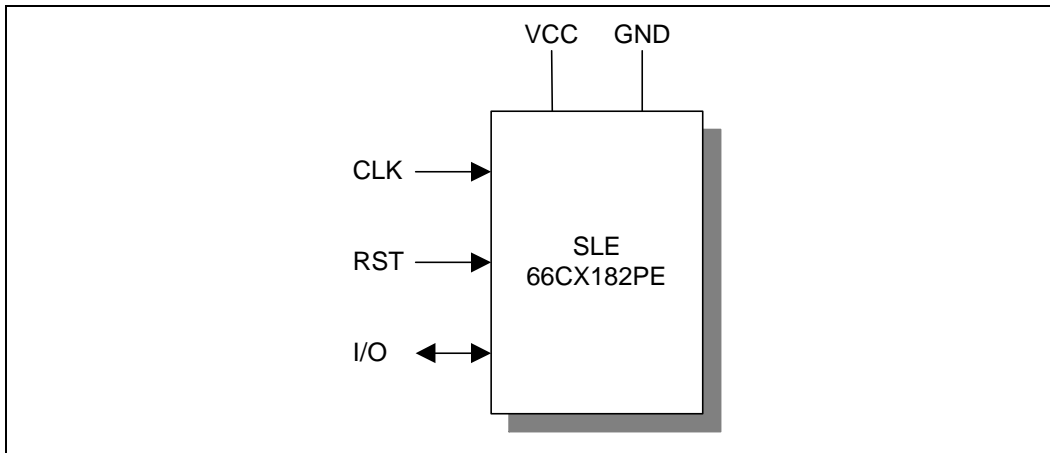 VCC GND
CLK
RST
SLE
66CX182PE
I/O